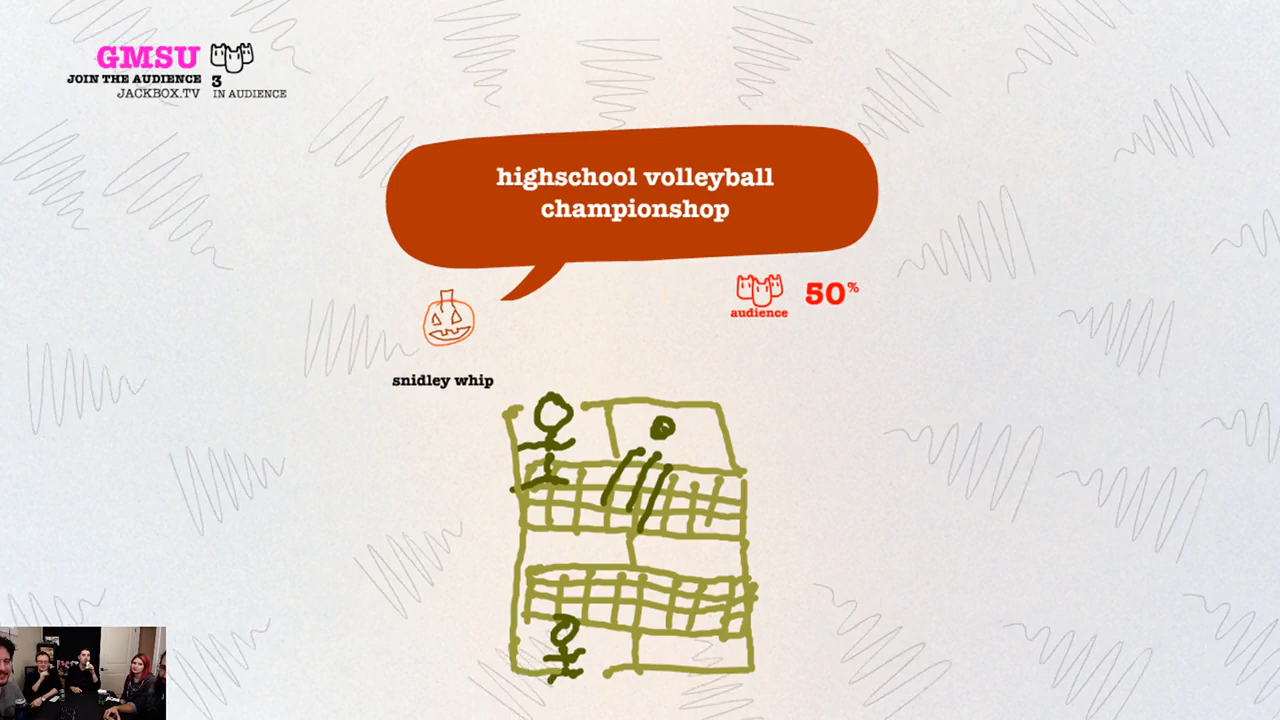 GMSU
JOIN THE AUDIENCE
JACKBOX.TV
3
IN AUDIENCE
highschool volleyball
championshop
audience
50%
snidley whip